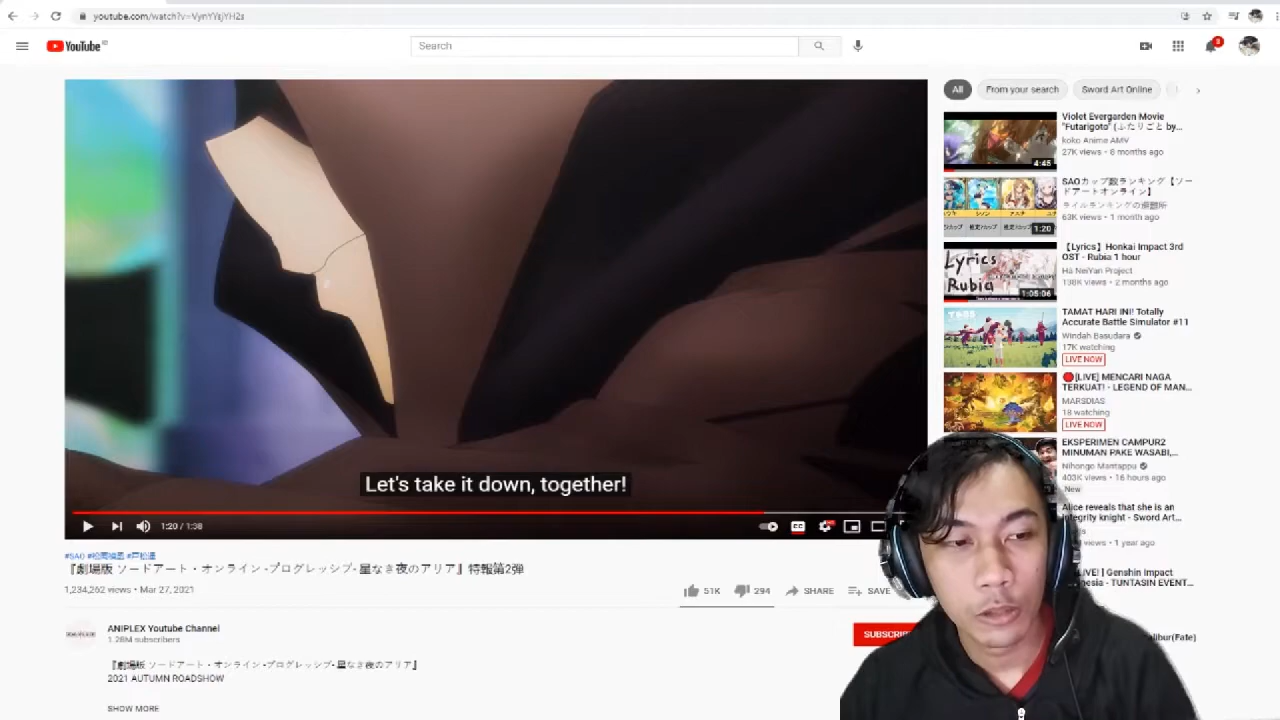 youtube.com/watch?v=VynYYsjYH2s
YouTube
Search
3
All
From your search
Sword Art Online
Violet Evergarden Movie
"Futarigoto" (ふたりごと by...
koko Anime AMV
27K views • 8 months ago
4:45
SAOカップ数ランキング【ソー
ドアートオンライン】
63K views • 1 month ago
1:20
【Lyrics】Honkai Impact 3rd
OST - Rubia 1 hour
Ha NeiYan Project
138K views • 2 months ago
Lyrics
Rubia
1:05:06
TAMAT HARI INI! Totally
Accurate Battle Simulator #11
Windah Basudara
17K watching
LIVE NOW
TABS
[LIVE] MENCARI NAGA
TERKUAT! - LEGEND OF MAN...
MARSDIAS
18 watching
LIVE NOW
EKSPERIMEN CAMPUR2
MINUMAN PAKE WASABI,...
Nihongo Mantappu
403K views • 16 hours ago
New
Alice reveals that she is an
integrity knight - Sword Art...
views • 1 year ago
LIVE! | Genshin Impact
TUNTASIN EVENT...
Let's take it down, together!
1:20 / 1:38
CC
#SAO #松岡禎丞 #戸松遥
『劇場版 ソードアート・オンライン -プログレッシブ- 星なき夜のアリア』特報第2弾
1,234,262 views • Mar 27, 2021
51K
294
SHARE
SAVE
ANIPLEX YouTube Channel
1.28M subscribers
SUBSCRIB
『劇場版 ソードアート・オンライン -プログレッシブ- 星なき夜のアリア』
2021 AUTUMN ROADSHOW
SHOW MORE